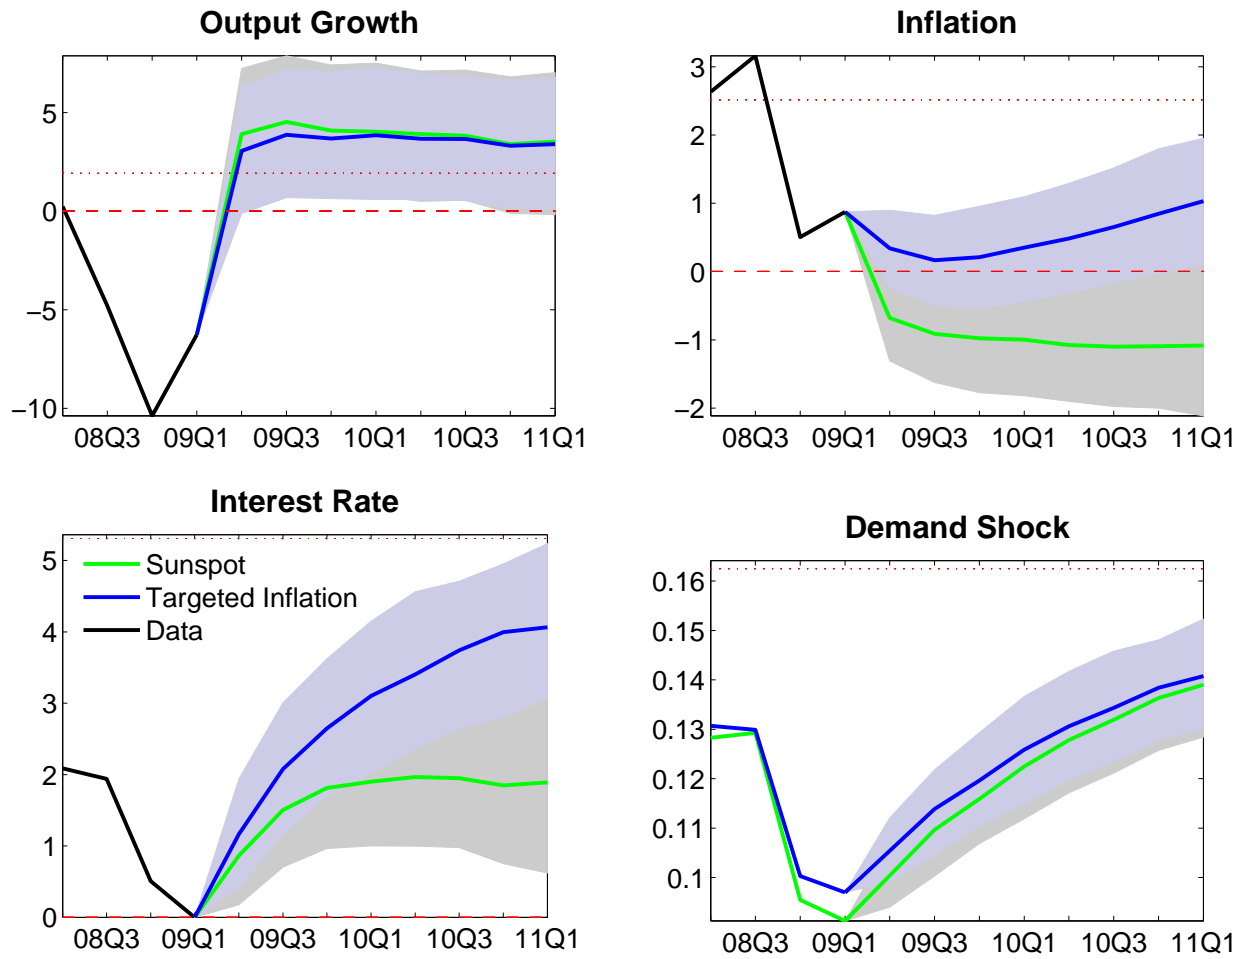 Output Growth
5
0
−5
−10
08Q3 09Q1 09Q3 10Q1 10Q3 11Q1
Inflation
3
2
1
0
−1
−2
08Q3 09Q1 09Q3 10Q1 10Q3 11Q1
Interest Rate
5
4
3
2
1
0
Sunspot
Targeted Inflation
Data
08Q3 09Q1 09Q3 10Q1 10Q3 11Q1
Demand Shock
0.16
0.15
0.14
0.13
0.12
0.11
0.1
08Q3 09Q1 09Q3 10Q1 10Q3 11Q1